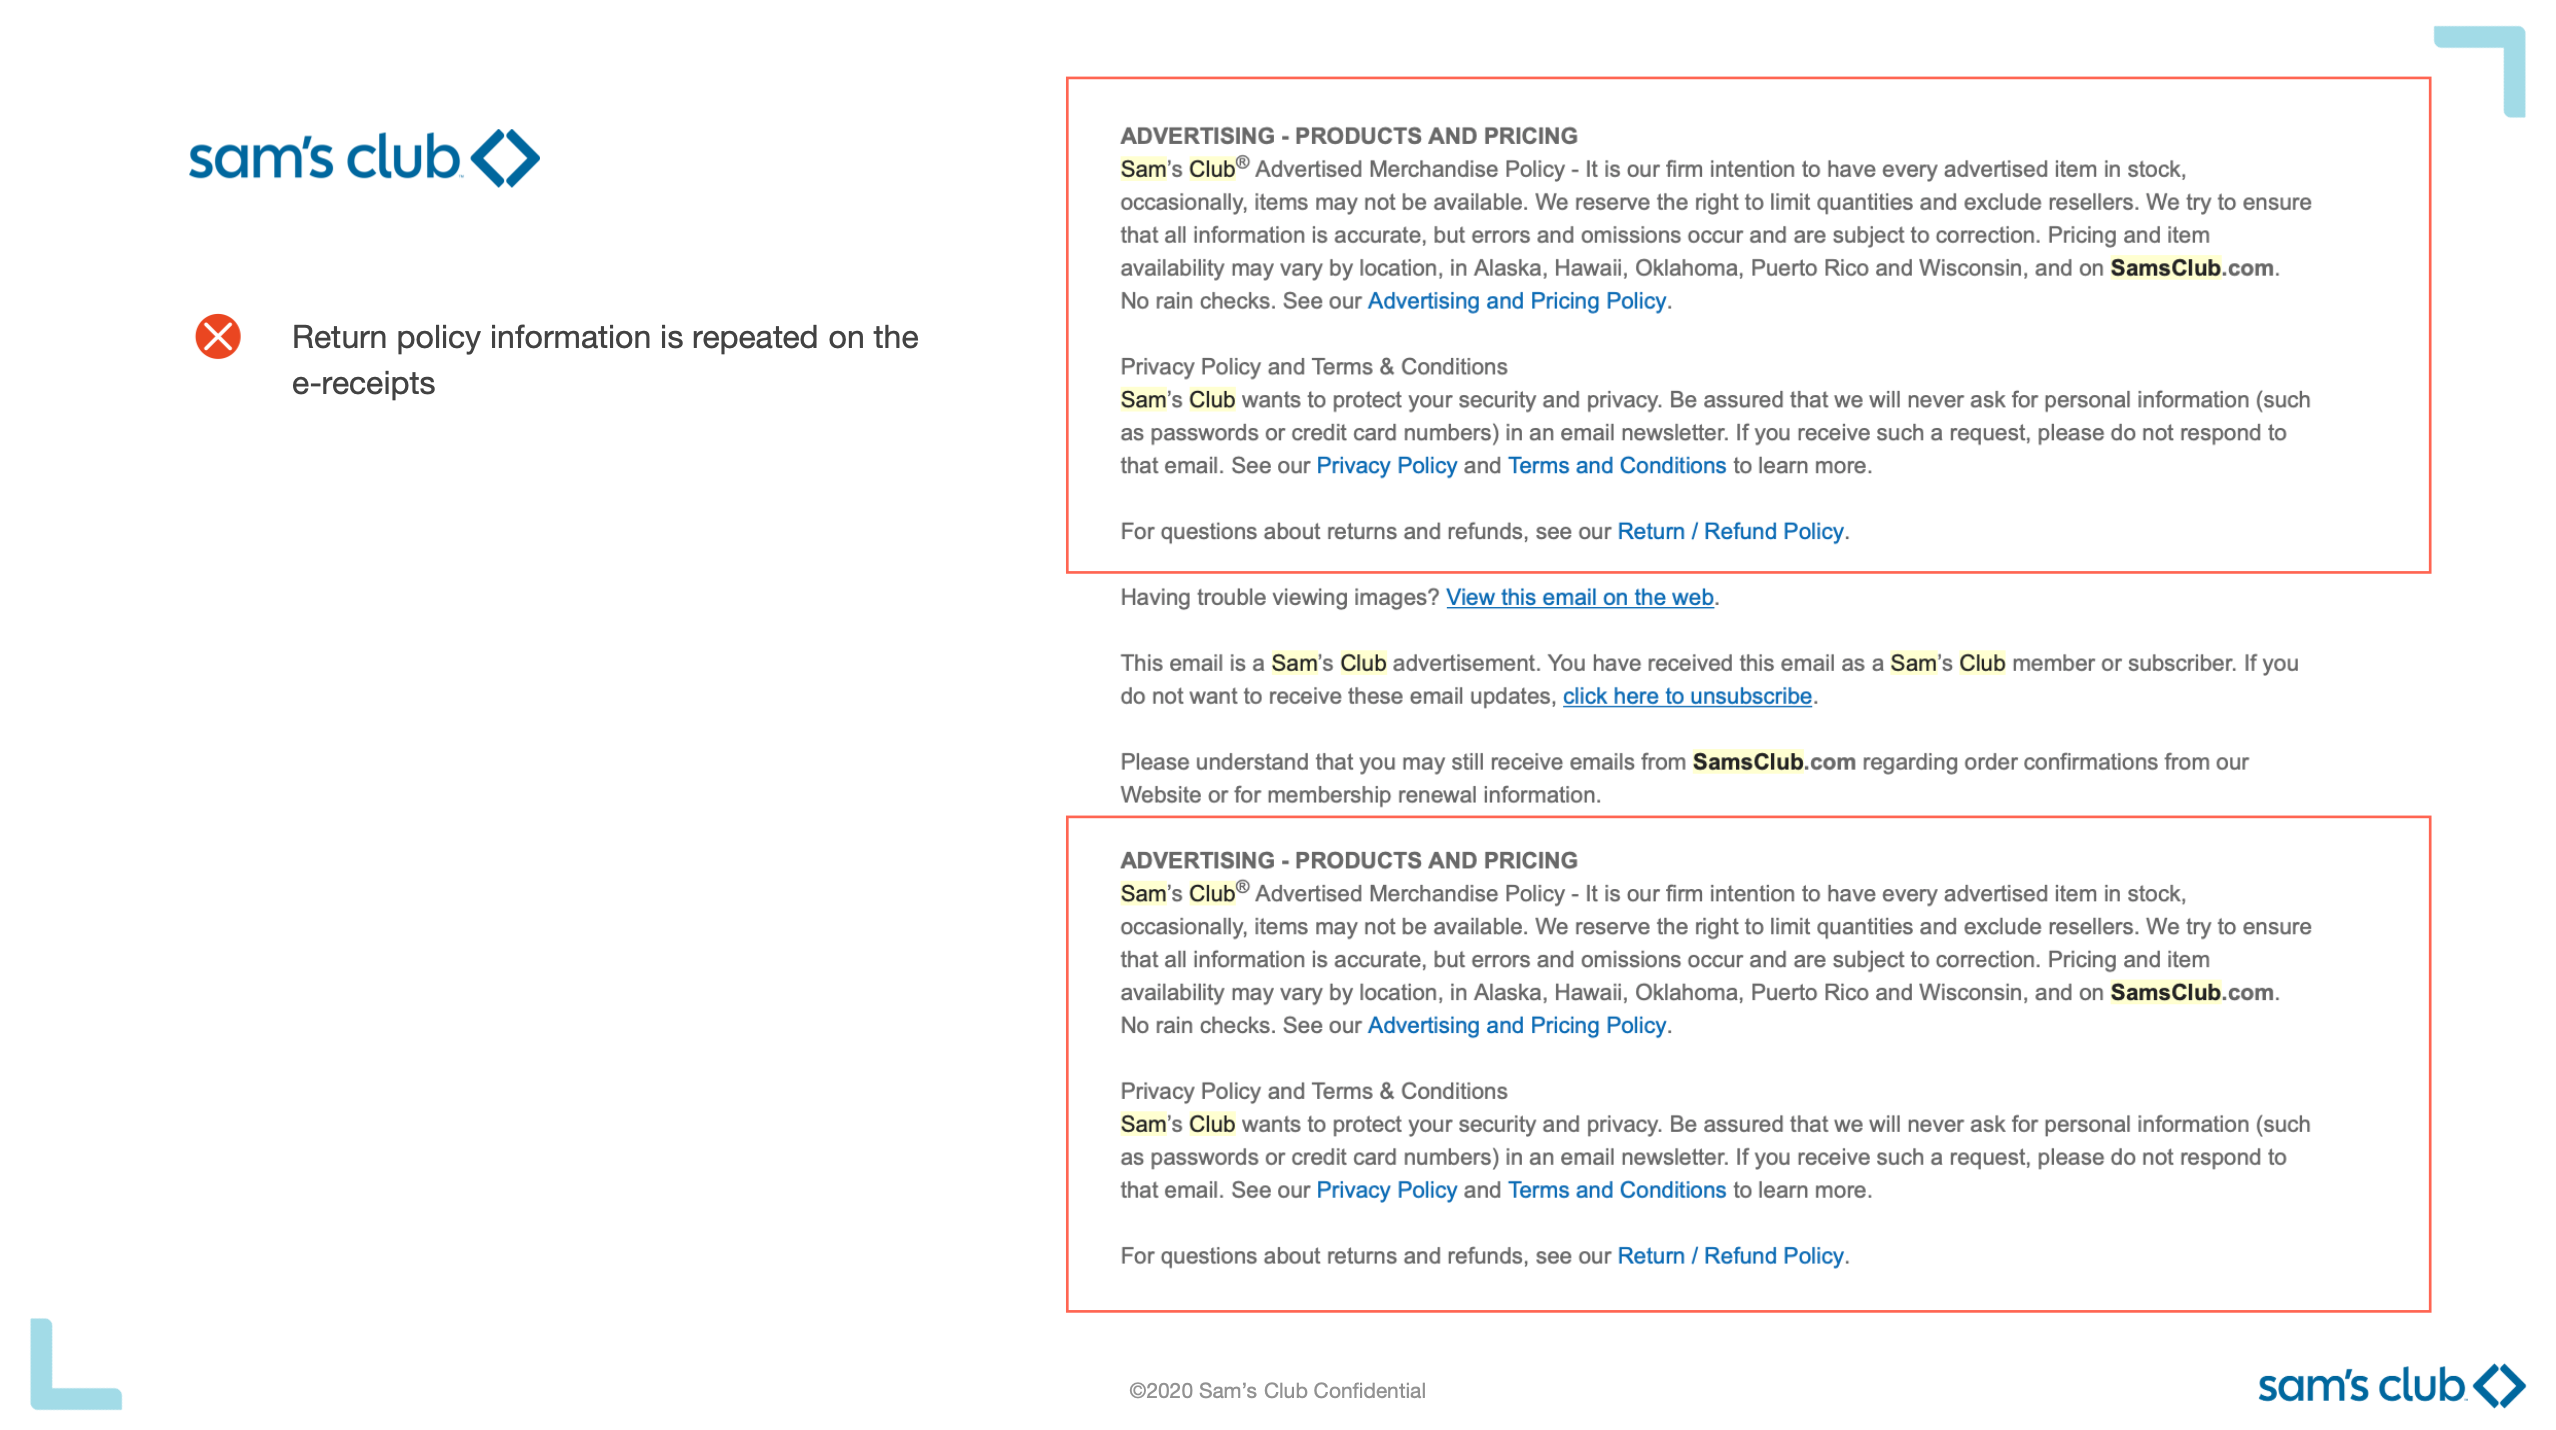 sam's club
Return policy information is repeated on the
e-receipts
ADVERTISING - PRODUCTS AND PRICING
Sam’s Club® Advertised Merchandise Policy - It is our firm intention to have every advertised item in stock,
occasionally, items may not be available. We reserve the right to limit quantities and exclude resellers. We try to ensure
that all information is accurate, but errors and omissions occur and are subject to correction. Pricing and item
availability may vary by location, in Alaska, Hawaii, Oklahoma, Puerto Rico and Wisconsin, and on SamsClub.com.
No rain checks. See our Advertising and Pricing Policy.
Privacy Policy and Terms & Conditions
Sam’s Club wants to protect your security and privacy. Be assured that we will never ask for personal information (such
as passwords or credit card numbers) in an email newsletter. If you receive such a request, please do not respond to
that email. See our Privacy Policy and Terms and Conditions to learn more.
For questions about returns and refunds, see our Return / Refund Policy.
Having trouble viewing images? View this email on the web.
This email is a Sam’s Club advertisement. You have received this email as a Sam’s Club member or subscriber. If you
do not want to receive these email updates, click here to unsubscribe.
Please understand that you may still receive emails from SamsClub.com regarding order confirmations from our
Website or for membership renewal information.
ADVERTISING - PRODUCTS AND PRICING
Sam’s Club® Advertised Merchandise Policy - It is our firm intention to have every advertised item in stock,
occasionally, items may not be available. We reserve the right to limit quantities and exclude resellers. We try to ensure
that all information is accurate, but errors and omissions occur and are subject to correction. Pricing and item
availability may vary by location, in Alaska, Hawaii, Oklahoma, Puerto Rico and Wisconsin, and on SamsClub.com.
No rain checks. See our Advertising and Pricing Policy.
Privacy Policy and Terms & Conditions
Sam’s Club wants to protect your security and privacy. Be assured that we will never ask for personal information (such
as passwords or credit card numbers) in an email newsletter. If you receive such a request, please do not respond to
that email. See our Privacy Policy and Terms and Conditions to learn more.
For questions about returns and refunds, see our Return / Refund Policy.
©2020 Sam’s Club Confidential
sam's club